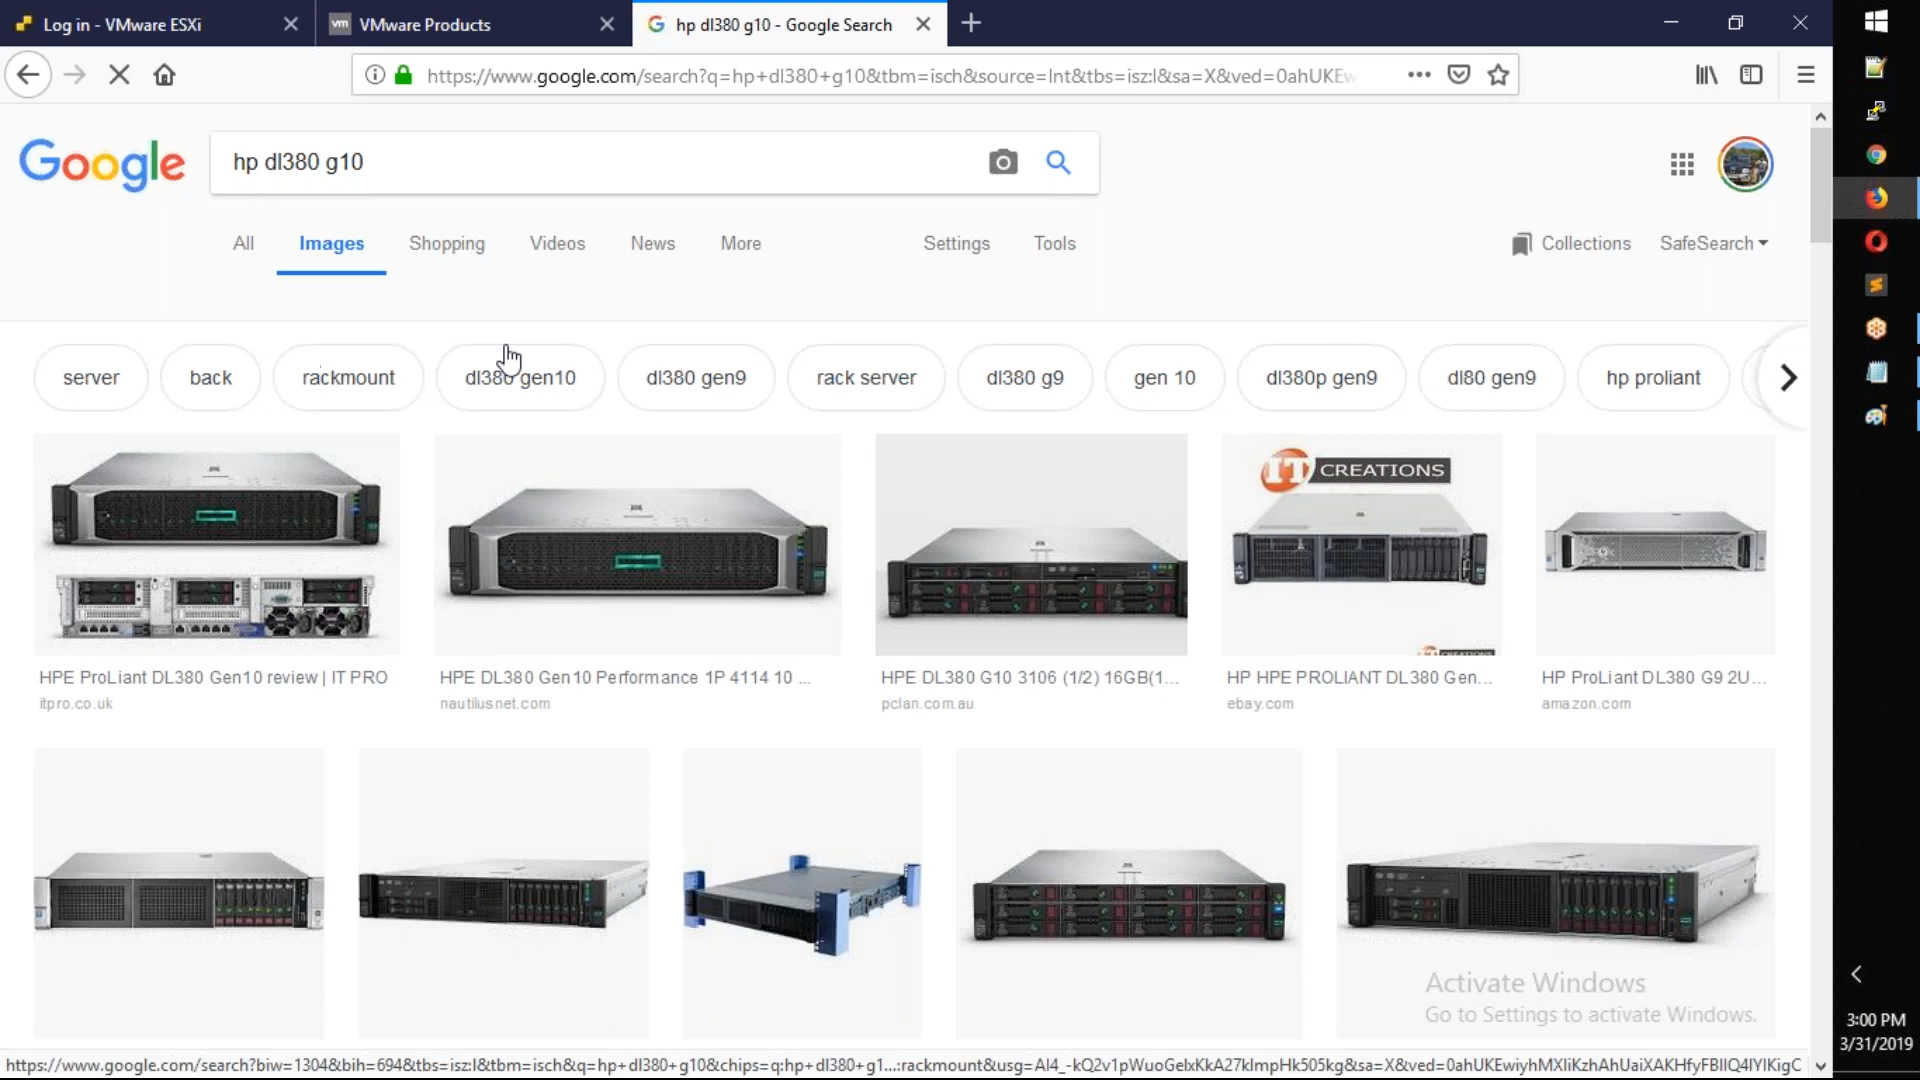 Log in - VMware ESXi
vm VMware Products
hp dl380 g10 - Google Search
https://www.google.com/search?q=hp+dl380+g10&tbm=isch&source=lnt&tbs=isz:l&sa=X&ved=0ahUKEw
Google
hp dl380 g10
All Images Shopping Videos News More Settings Tools Collections SafeSearch
server back rackmount dl380 gen10 dl380 gen9 rack server dl380 g9 gen 10 dl380p gen9 dl80 gen9 hp proliant
IT CREATIONS
HPE ProLiant DL380 Gen10 review | IT PRO
itpro.co.uk
HPE DL380 Gen10 Performance 1P 4114 10 ...
nautilusnet.com
HPE DL380 G10 3106 (1/2) 16GB(1...
pclan.com.au
HP HPE PROLIANT DL380 Gen...
ebay.com
HP ProLiant DL380 G9 2U...
amazon.com
Activate Windows
Go to Settings to activate Windows.
3:00 PM
3/31/2019
https://www.google.com/search?biw=1304&bih=694&tbs=isz:l&tbm=isch&q=hp+dl380+g10&chips=q:hp+dl380+g1...:rackmount&usg=AI4_-kQ2v1pWuoGelxKkA27klmpHk505kg&sa=X&ved=0ahUKEwiyhMXliKzhAhUaiXAKHfyFBIIQ4lYIKigC